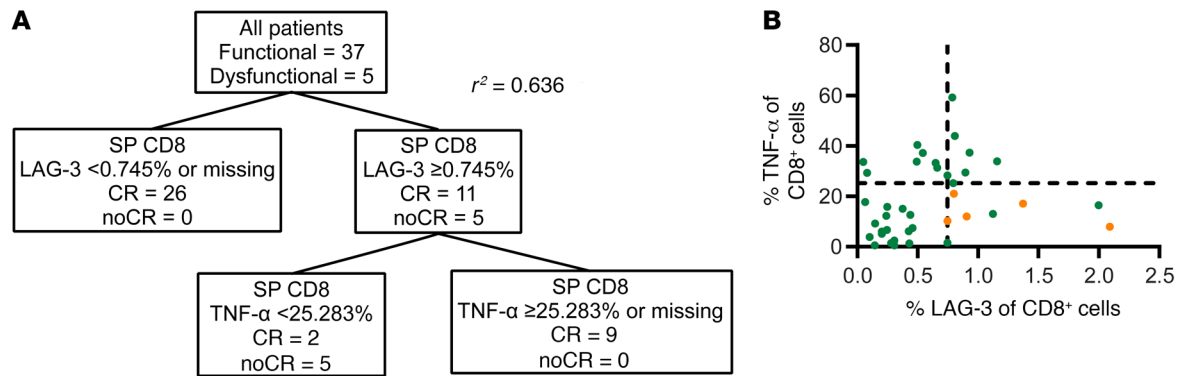 A
All patients
Functional = 37
Dysfunctional = 5
r² = 0.636
SP CD8
LAG-3 <0.745% or missing
CR = 26
noCR = 0
SP CD8
LAG-3 ≥0.745%
CR = 11
noCR = 5
SP CD8
TNF-α <25.283%
CR = 2
noCR = 5
SP CD8
TNF-α ≥25.283% or missing
CR = 9
noCR = 0
B
% TNF-α of
CD8⁺ cells
80
60
40
20
0
0.0 0.5 1.0 1.5 2.0 2.5
% LAG-3 of CD8⁺ cells